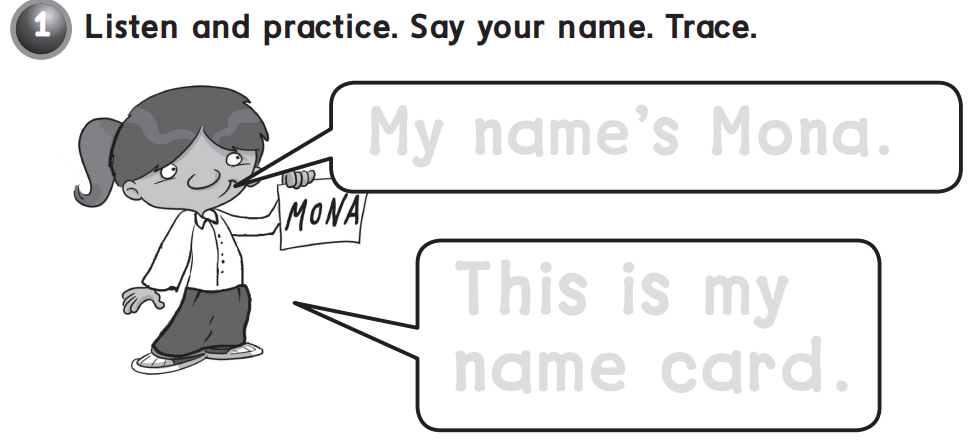 1 Listen and practice. Say your name. Trace.
My name's Mona.
MONA
This is my
name card.